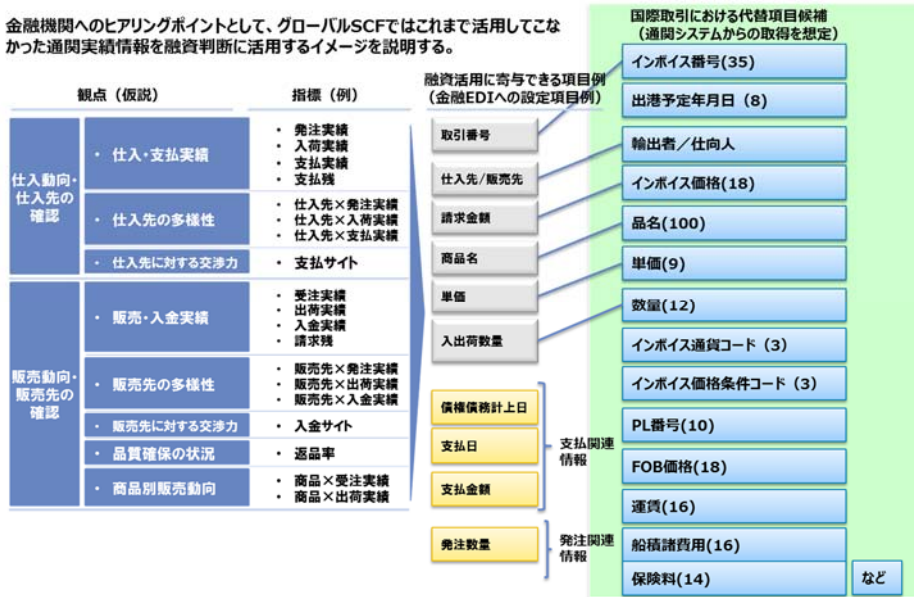 金融機関へのヒアリングポイントとして、グローバルSCFではこれまで活用してこな
かった通関実績情報を融資判断に活用するイメージを説明する。
観点（仮説）
指標（例）
仕入動向・
仕入先の
確認
・ 仕入・支払実績
・ 発注実績
・ 入荷実績
・ 支払実績
・ 支払残
・ 仕入先の多様性
・ 仕入先×発注実績
・ 仕入先×入荷実績
・ 仕入先×支払実績
・ 仕入先に対する交渉力
・ 支払サイト
販売動向・
販売先の
確認
・ 販売・入金実績
・ 受注実績
・ 出荷実績
・ 入金実績
・ 請求残
・ 販売先の多様性
・ 販売先×発注実績
・ 販売先×出荷実績
・ 販売先×入金実績
・ 販売先に対する交渉力
・ 入金サイト
・ 品質確保の状況
・ 返品率
・ 商品別販売動向
・ 商品×受注実績
・ 商品×出荷実績
融資活用に寄与できる項目例
（金融EDIへの設定項目例）
取引番号
仕入先/販売先
請求金額
商品名
単価
入出荷数量
債権債務計上日
支払日
支払金額
支払関連
情報
発注数量
発注関連
情報
国際取引における代替項目候補
（通関システムからの取得を想定）
インボイス番号(35)
出港予定年月日（8）
輸出者／仕向人
インボイス価格(18)
品名(100)
単価(9)
数量(12)
インボイス通貨コード（3）
インボイス価格条件コード（3）
PL番号(10)
FOB価格(18)
運賃(16)
船積諸費用(16)
保険料(14)
など